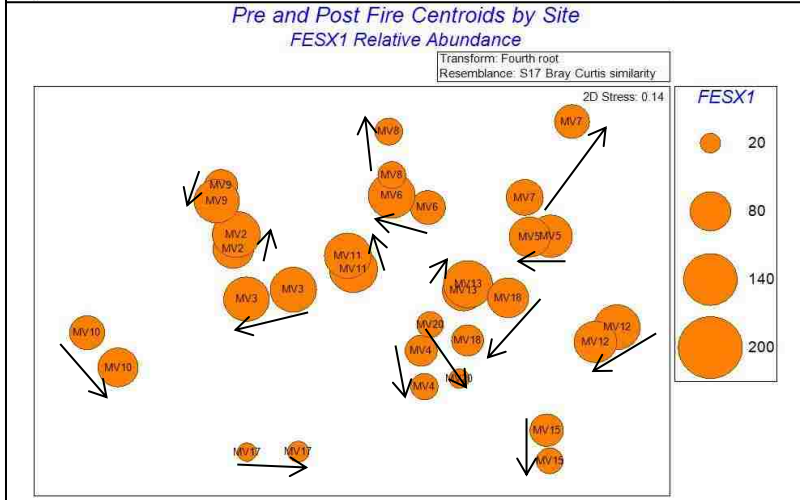 Pre and Post Fire Centroids by Site
FESX1 Relative Abundance
Transform: Fourth root
Resemblance: S17 Bray Curtis similarity
2D Stress: 0.14
FESX1
20
80
140
200
MV7
MV8
MV8
MV9
MV9
MV6
MV6
MV7
MV2
MV2
MV5
MV5
MV11
MV11
MV3
MV3
MV13
MV13
MV18
MV20
MV10
MV12
MV12
MV18
MV4
MV10
MV4
MV15
MV17
MV17
MV15